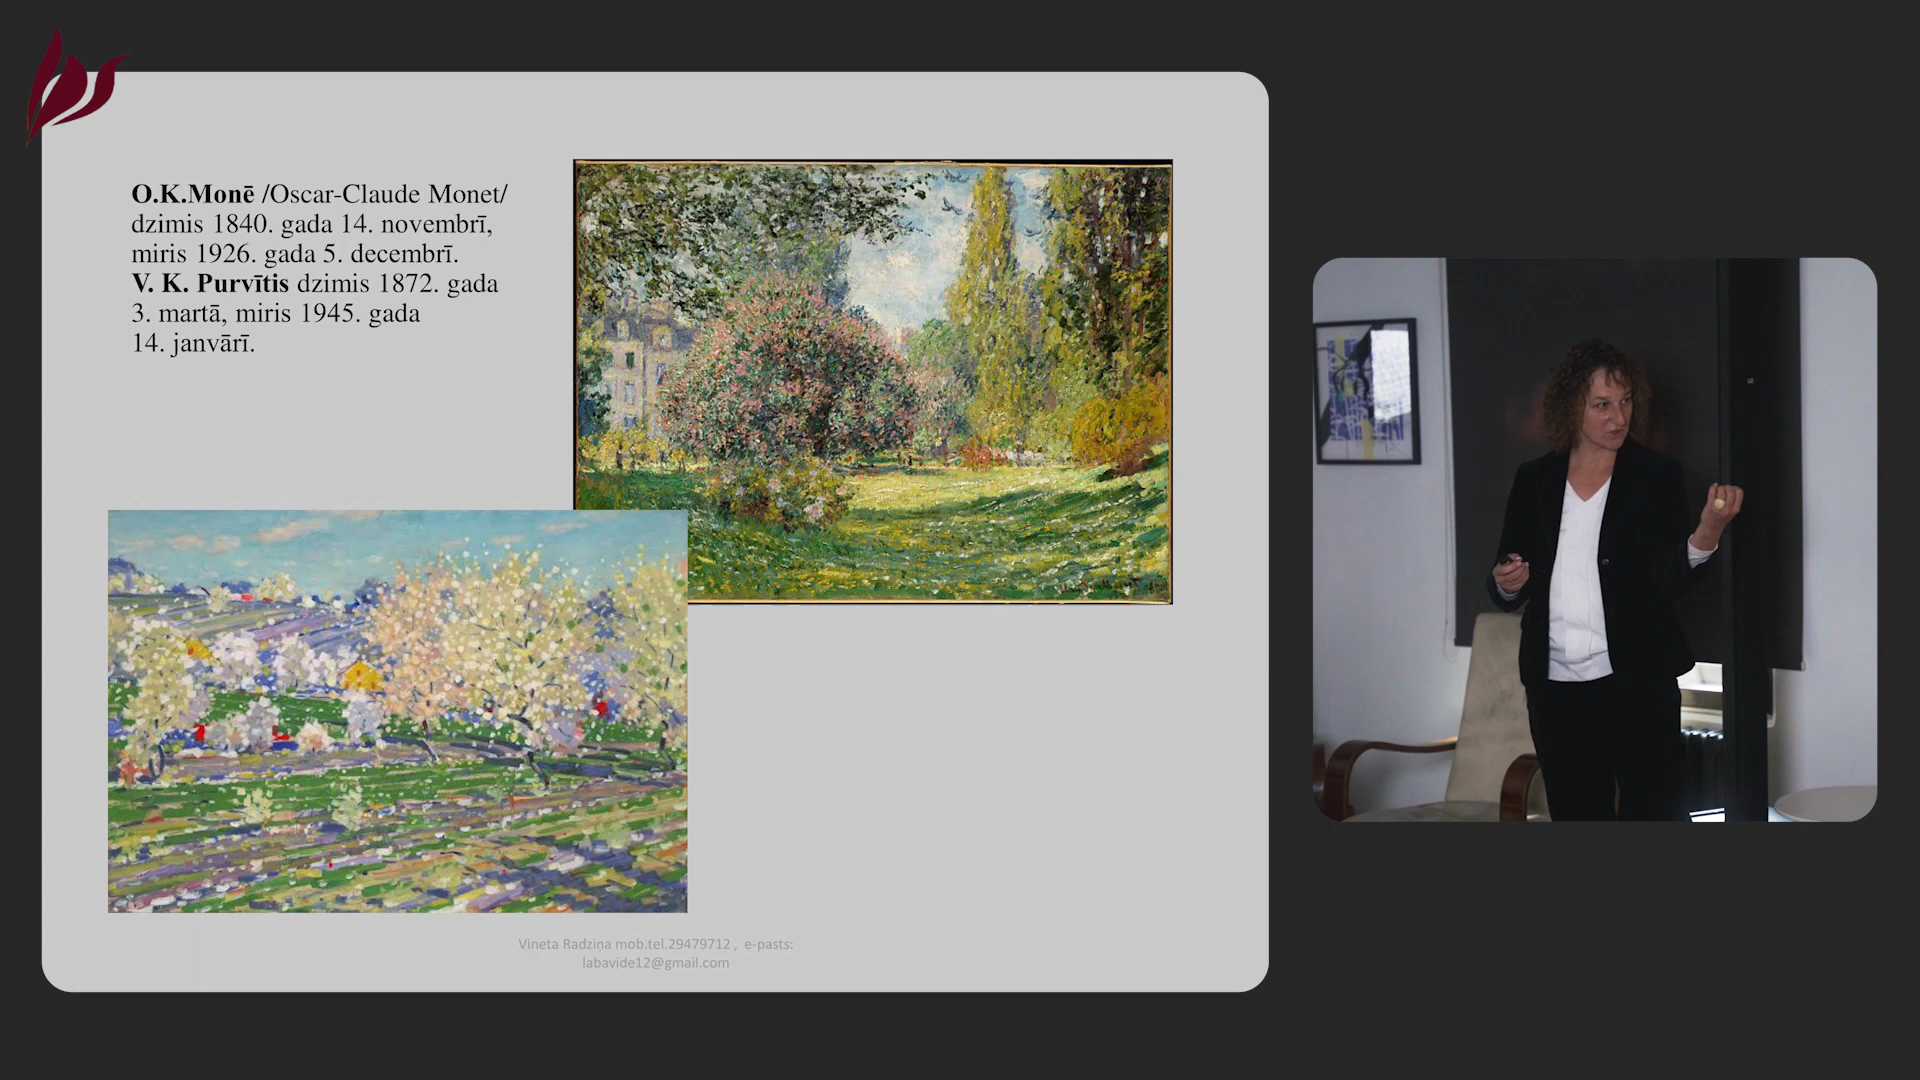 O.K.Monē /Oscar-Claude Monet/
dzimis 1840. gada 14. novembrī,
miris 1926. gada 5. decembrī.
V. K. Purvītis dzimis 1872. gada
3. martā, miris 1945. gada
14. janvārī.
Vineta Radziņa mob.tel.29479712 , e-pasts:
labavide12@gmail.com